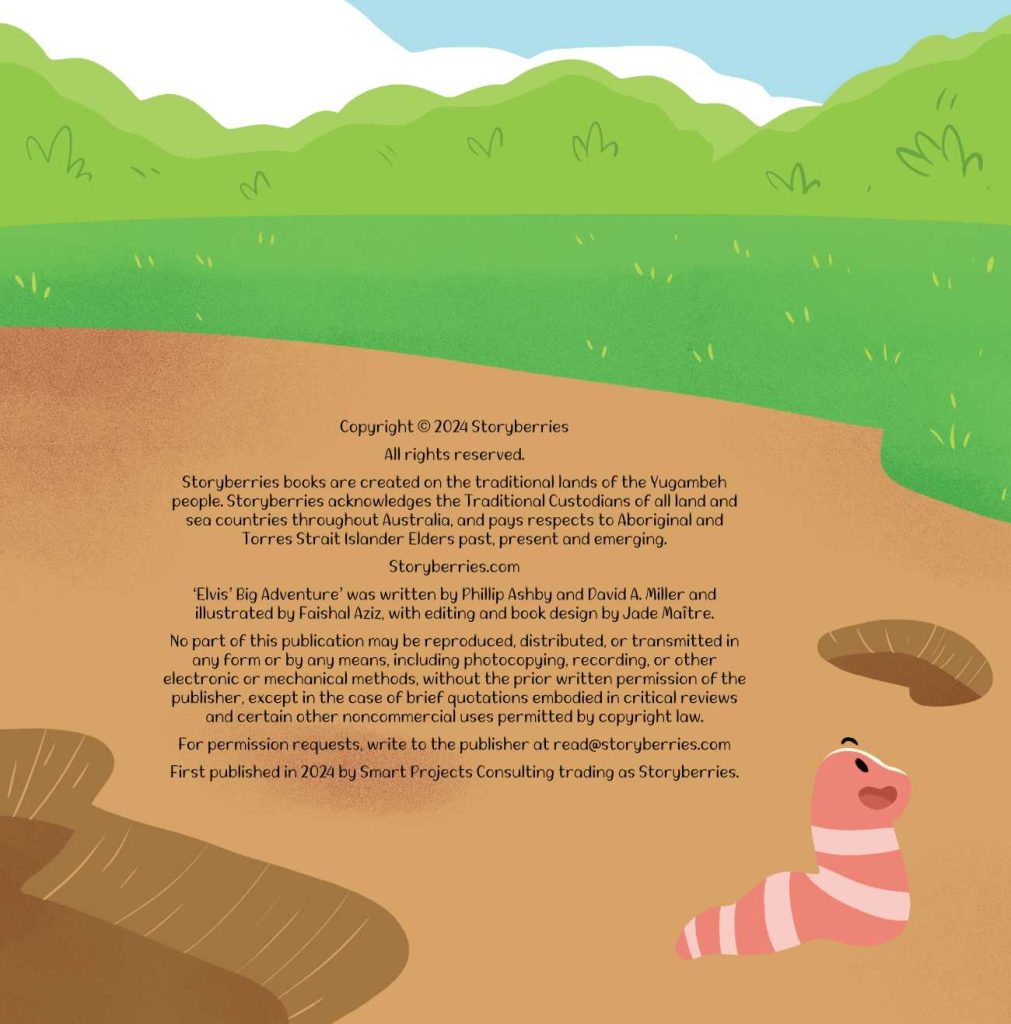 Copyright © 2024 Storyberries
All rights reserved.
Storyberries books are created on the traditional lands of the Yugambeh
people. Storyberries acknowledges the Traditional Custodians of all land and
sea countries throughout Australia, and pays respects to Aboriginal and
Torres Strait Islander Elders past, present and emerging.
Storyberries.com
‘Elvis’ Big Adventure’ was written by Phillip Ashby and David A. Miller and
illustrated by Faishal Aziz, with editing and book design by Jade Maître.
No part of this publication may be reproduced, distributed, or transmitted in
any form or by any means, including photocopying, recording, or other
electronic or mechanical methods, without the prior written permission of the
publisher, except in the case of brief quotations embodied in critical reviews
and certain other noncommercial uses permitted by copyright law.
For permission requests, write to the publisher at read@storyberries.com
First published in 2024 by Smart Projects Consulting trading as Storyberries.